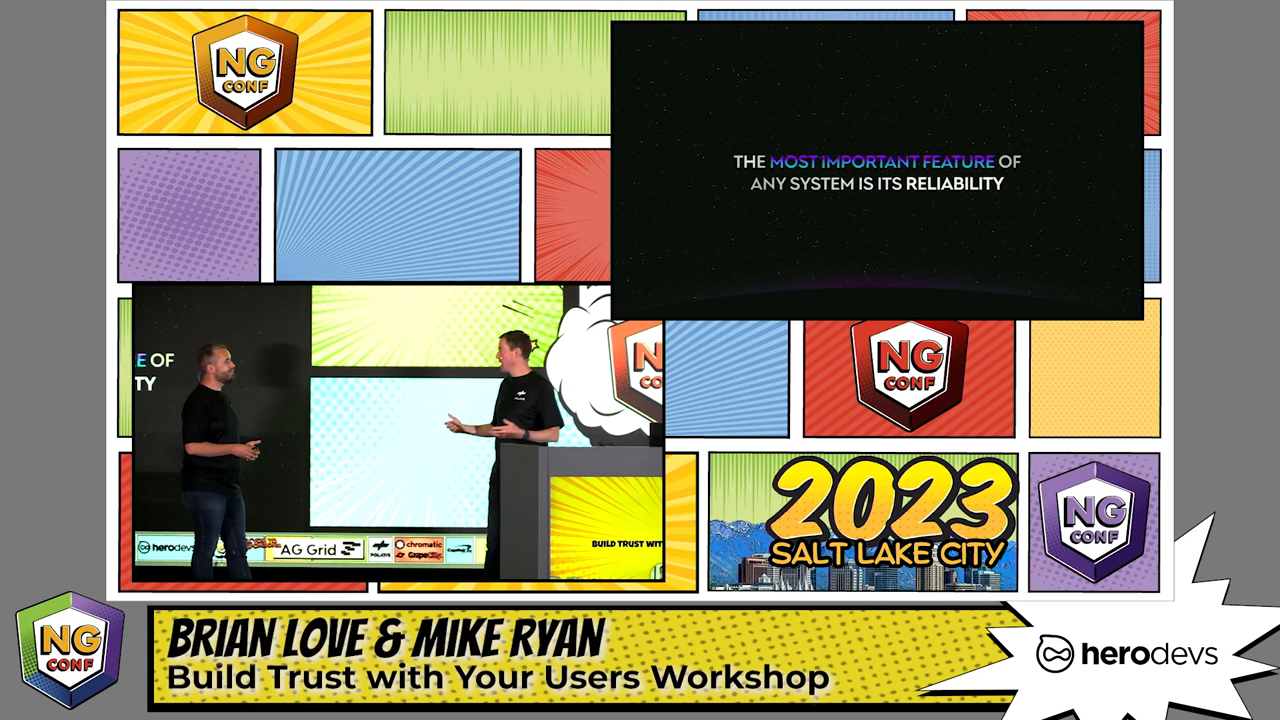 NG
CONF
THE MOST IMPORTANT FEATURE OF
ANY SYSTEM IS ITS RELIABILITY
E OF
TY
N
CO
NG
CONF
herodevs
AG Grid
chromatic
GrapeCity
BUILD TRUST WIT
2023
SALT LAKE CITY
NG
CONF
NG
CONF
BRIAN LOVE & MIKE RYAN
Build Trust with Your Users Workshop
herodevs